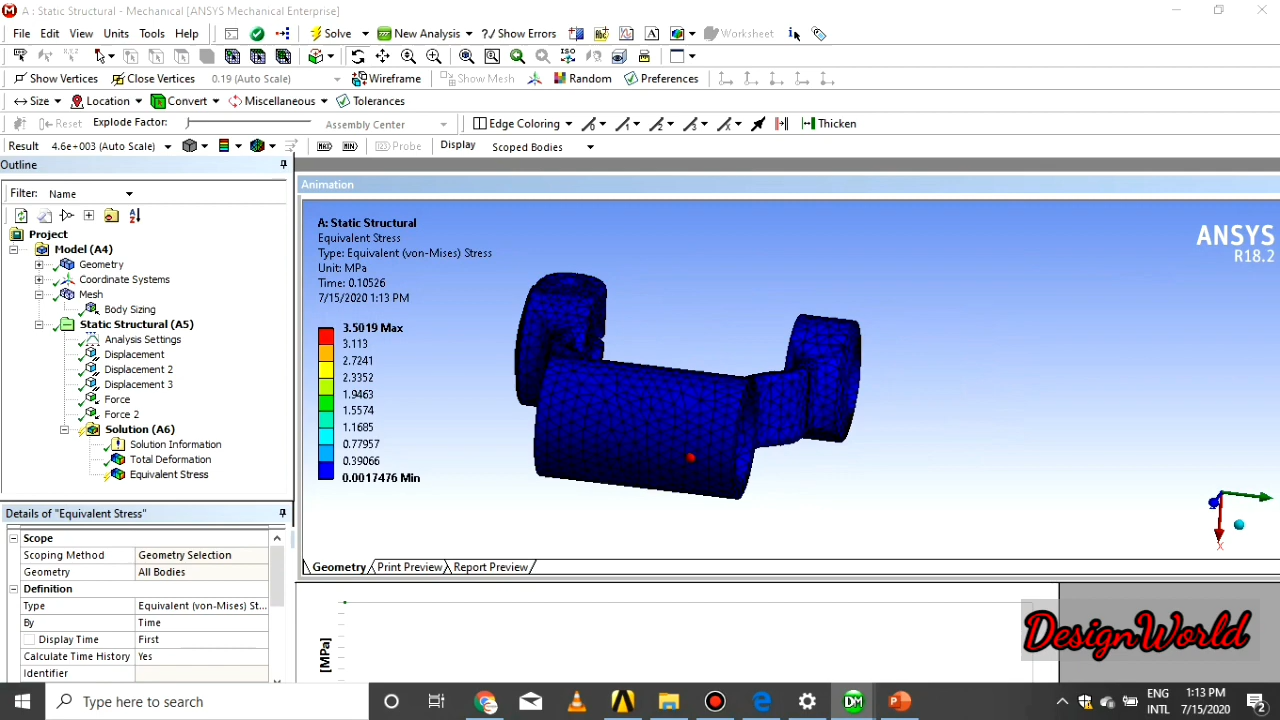 A : Static Structural - Mechanical [ANSYS Mechanical Enterprise]
File Edit View Units Tools Help Solve New Analysis ?/ Show Errors Worksheet
Show Vertices Close Vertices 0.19 (Auto Scale) Wireframe Show Mesh Random Preferences
Size Location Convert Miscellaneous Tolerances
Reset Explode Factor: Assembly Center Edge Coloring Thicken
Result 4.6e+003 (Auto Scale) Probe Display Scoped Bodies
Outline
Filter: Name
Project
Model (A4)
Geometry
Coordinate Systems
Mesh
Body Sizing
Static Structural (A5)
Analysis Settings
Displacement
Displacement 2
Displacement 3
Force
Force 2
Solution (A6)
Solution Information
Total Deformation
Equivalent Stress
Details of "Equivalent Stress"
Scope
Scoping Method Geometry Selection
Geometry All Bodies
Definition
Type Equivalent (von-Mises) St...
By Time
Display Time First
Calculate Time History Yes
Identifier
Animation
A: Static Structural
Equivalent Stress
Type: Equivalent (von-Mises) Stress
Unit: MPa
Time: 0.10526
7/15/2020 1:13 PM
3.5019 Max
3.113
2.7241
2.3352
1.9463
1.5574
1.1685
0.77957
0.39066
0.0017476 Min
ANSYS
R18.2
X
Geometry Print Preview Report Preview
[MPa]
DesignWorld
Type here to search
ENG
INTL
1:13 PM
7/15/2020
2